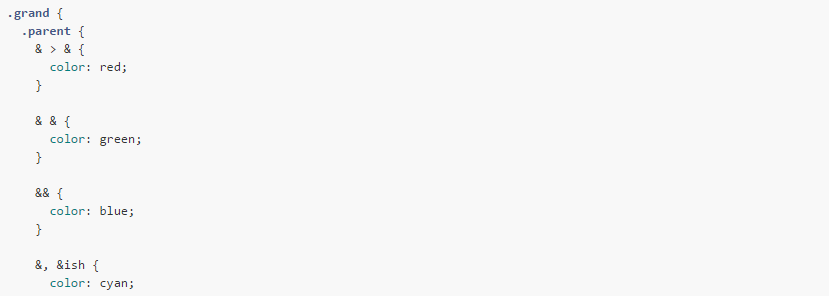 .grand {
  .parent {
    & > & {
      color: red;
    }

    & & {
      color: green;
    }

    && {
      color: blue;
    }

    &, &ish {
      color: cyan;